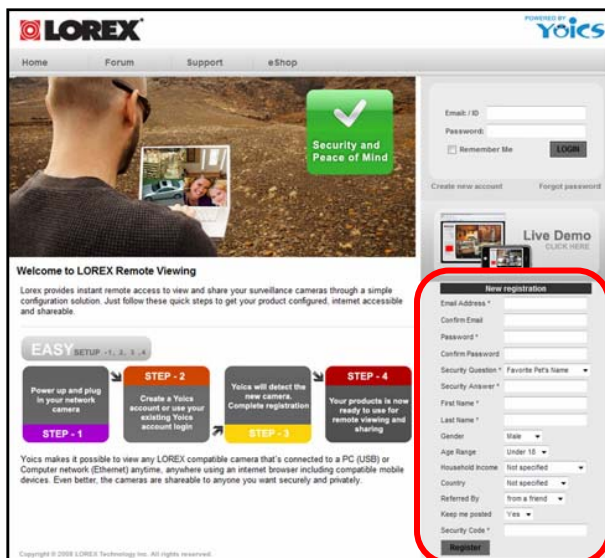 LOREX
POWERED BY
Yoics
Home Forum Support eShop
Security and
Peace of Mind
Email: / ID
Password:
Remember Me LOGIN
Create new account Forgot password
Live Demo
CLICK HERE
Welcome to LOREX Remote Viewing
Lorex provides instant remote access to view and share your surveillance cameras through a simple
configuration solution. Just follow these quick steps to get your product configured, internet accessible
and shareable.
EASY SETUP -1, 2, 3 ,4
Power up and plug
in your network
camera
STEP - 1
STEP - 2
Create a Yoics
account or use your
existing Yoics
account login
Yoics will detect the
new camera.
Complete registration
STEP - 3
STEP - 4
Your products is now
ready to use for
remote viewing and
sharing
Yoics makes it possible to view any LOREX compatible camera that's connected to a PC (USB) or
Computer network (Ethernet) anytime, anywhere using an internet browser including compatible mobile
devices. Even better, the cameras are shareable to anyone you want securely and privately.
Copyright © 2008 LOREX Technology Inc. All rights reserved.
New registration
Email Address *
Confirm Email
Password *
Confirm Password
Security Question * Favorite Pet's Name
Security Answer *
First Name *
Last Name *
Gender Male
Age Range Under 18
Household Income Not specified
Country Not specified
Referred By from a friend
Keep me posted Yes
Security Code *
Register